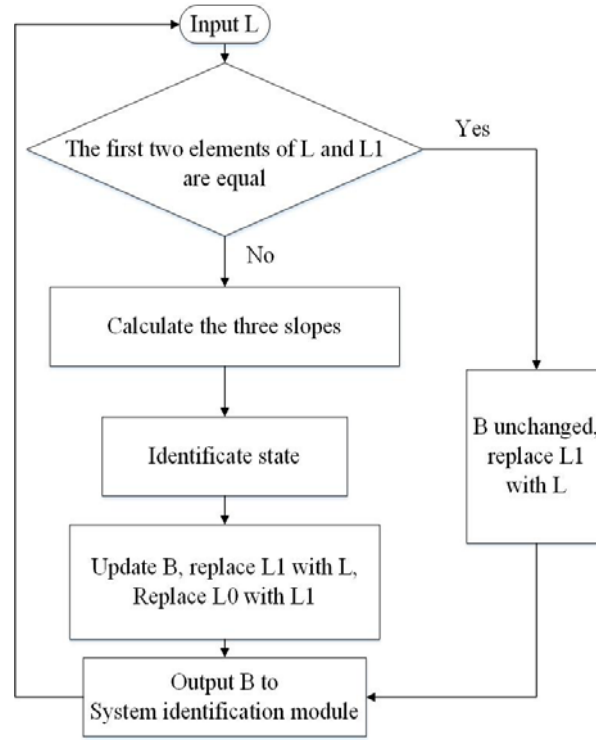 Input L
The first two elements of L and L1
are equal
Yes
No
Calculate the three slopes
Identificate state
B unchanged,
replace L1
with L
Update B, replace L1 with L,
Replace L0 with L1
Output B to
System identification module